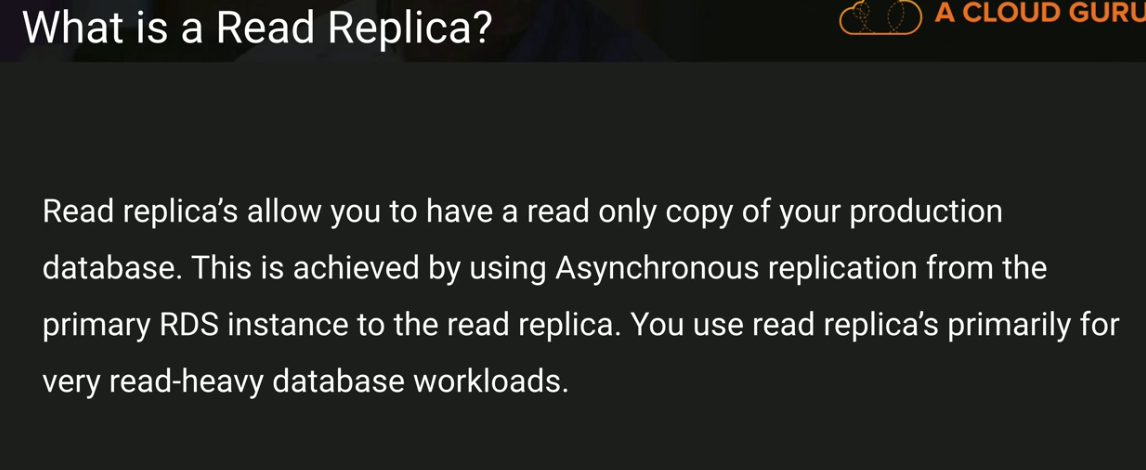 What is a Read Replica?
A CLOUD GURU
Read replica’s allow you to have a read only copy of your production
database. This is achieved by using Asynchronous replication from the
primary RDS instance to the read replica. You use read replica’s primarily for
very read-heavy database workloads.